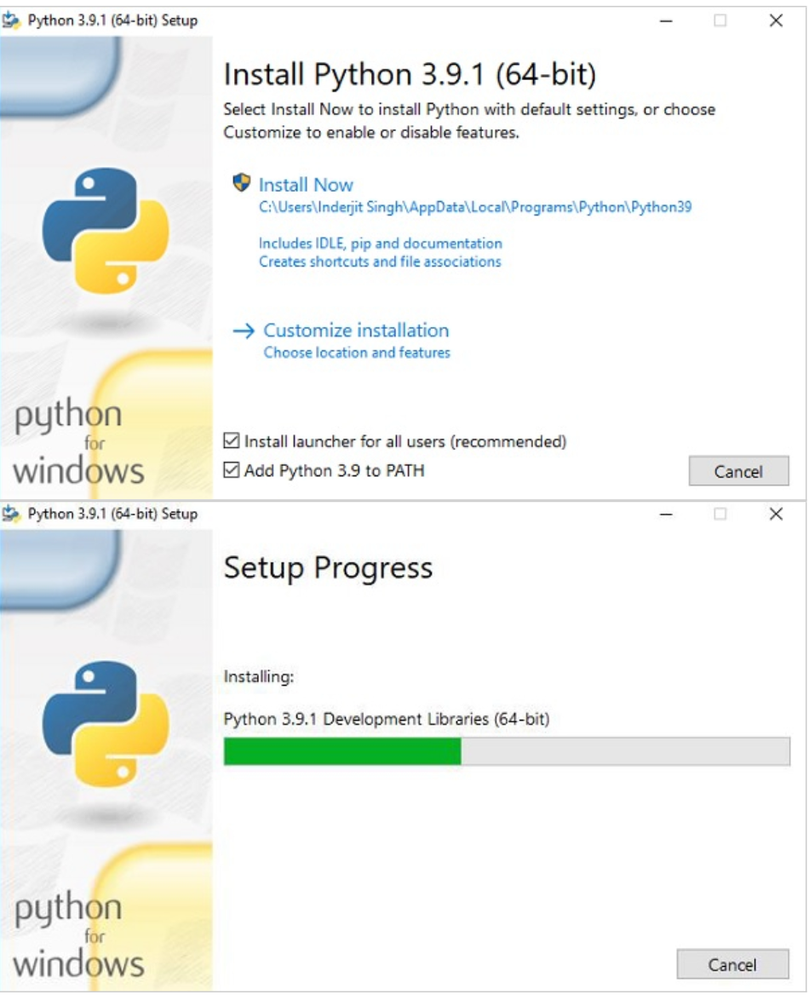 Python 3.9.1 (64-bit) Setup
Install Python 3.9.1 (64-bit)
Select Install Now to install Python with default settings, or choose
Customize to enable or disable features.
Install Now
C:\Users\Inderjit Singh\AppData\Local\Programs\Python\Python39
Includes IDLE, pip and documentation
Creates shortcuts and file associations
Customize installation
Choose location and features
python
for
windows
Install launcher for all users (recommended)
Add Python 3.9 to PATH
Cancel
Python 3.9.1 (64-bit) Setup
Setup Progress
Installing:
Python 3.9.1 Development Libraries (64-bit)
python
for
windows
Cancel